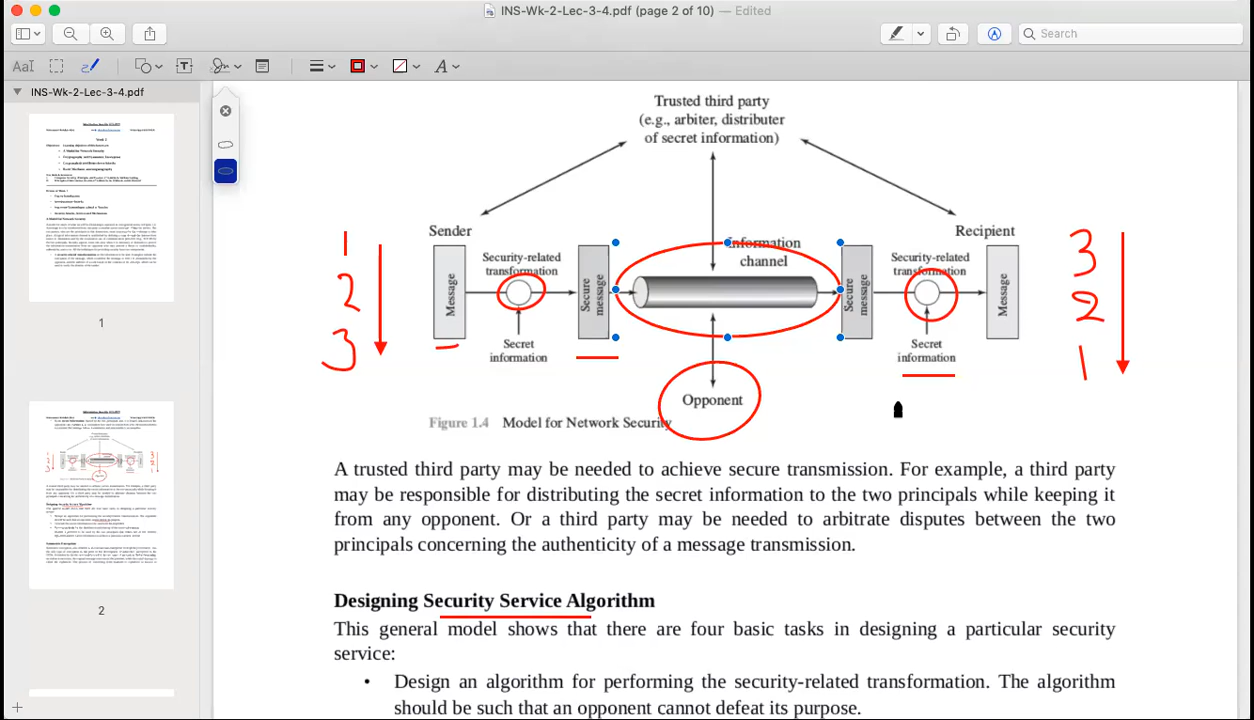 INS-Wk-2-Lec-3-4.pdf (page 2 of 10) — Edited
Search
AaI
T
A
INS-Wk-2-Lec-3-4.pdf
1
2
Trusted third party
(e.g., arbiter, distributer
of secret information)
Sender
Recipient
Information
channel
Security-related
transformation
Security-related
transformation
Message
Secure
message
Secure
message
Message
Secret
information
Secret
information
1
2
3
3
2
1
Opponent
Figure 1.4 Model for Network Security
A trusted third party may be needed to achieve secure transmission. For example, a third party
may be responsible for distributing the secret information to the two principals while keeping it
from any opponent. Or a third party may be needed to arbitrate disputes between the two
principals concerning the authenticity of a message transmission.
Designing Security Service Algorithm
This general model shows that there are four basic tasks in designing a particular security
service:
• Design an algorithm for performing the security-related transformation. The algorithm
should be such that an opponent cannot defeat its purpose.